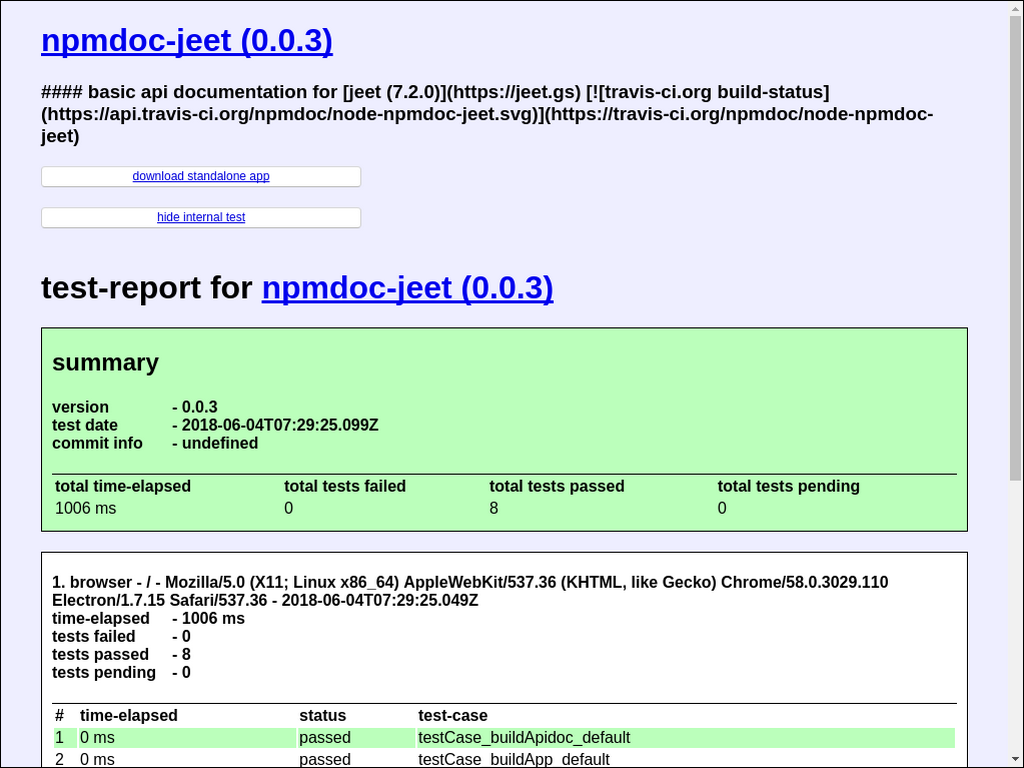 npmdoc-jeet (0.0.3)
#### basic api documentation for [jeet (7.2.0)](https://jeet.gs) [![travis-ci.org build-status]
(https://api.travis-ci.org/npmdoc/node-npmdoc-jeet.svg)](https://travis-ci.org/npmdoc/node-npmdoc-
jeet)
download standalone app
hide internal test
test-report for npmdoc-jeet (0.0.3)
summary
version - 0.0.3
test date - 2018-06-04T07:29:25.099Z
commit info - undefined
total time-elapsed total tests failed total tests passed total tests pending
1006 ms 0 8 0
1. browser - / - Mozilla/5.0 (X11; Linux x86_64) AppleWebKit/537.36 (KHTML, like Gecko) Chrome/58.0.3029.110
Electron/1.7.15 Safari/537.36 - 2018-06-04T07:29:25.049Z
time-elapsed - 1006 ms
tests failed - 0
tests passed - 8
tests pending - 0
# time-elapsed status test-case
1 0 ms passed testCase_buildApidoc_default
2 0 ms passed testCase_buildApp_default